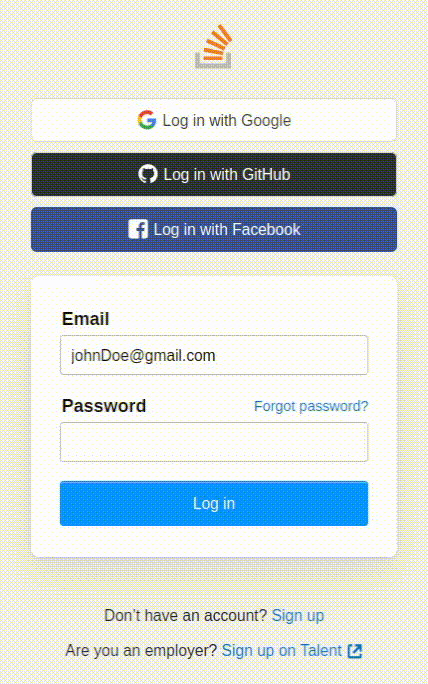 Log in with Google
Log in with GitHub
Log in with Facebook
Email
johnDoe@gmail.com
Password Forgot password?
Log in
Don't have an account? Sign up
Are you an employer? Sign up on Talent